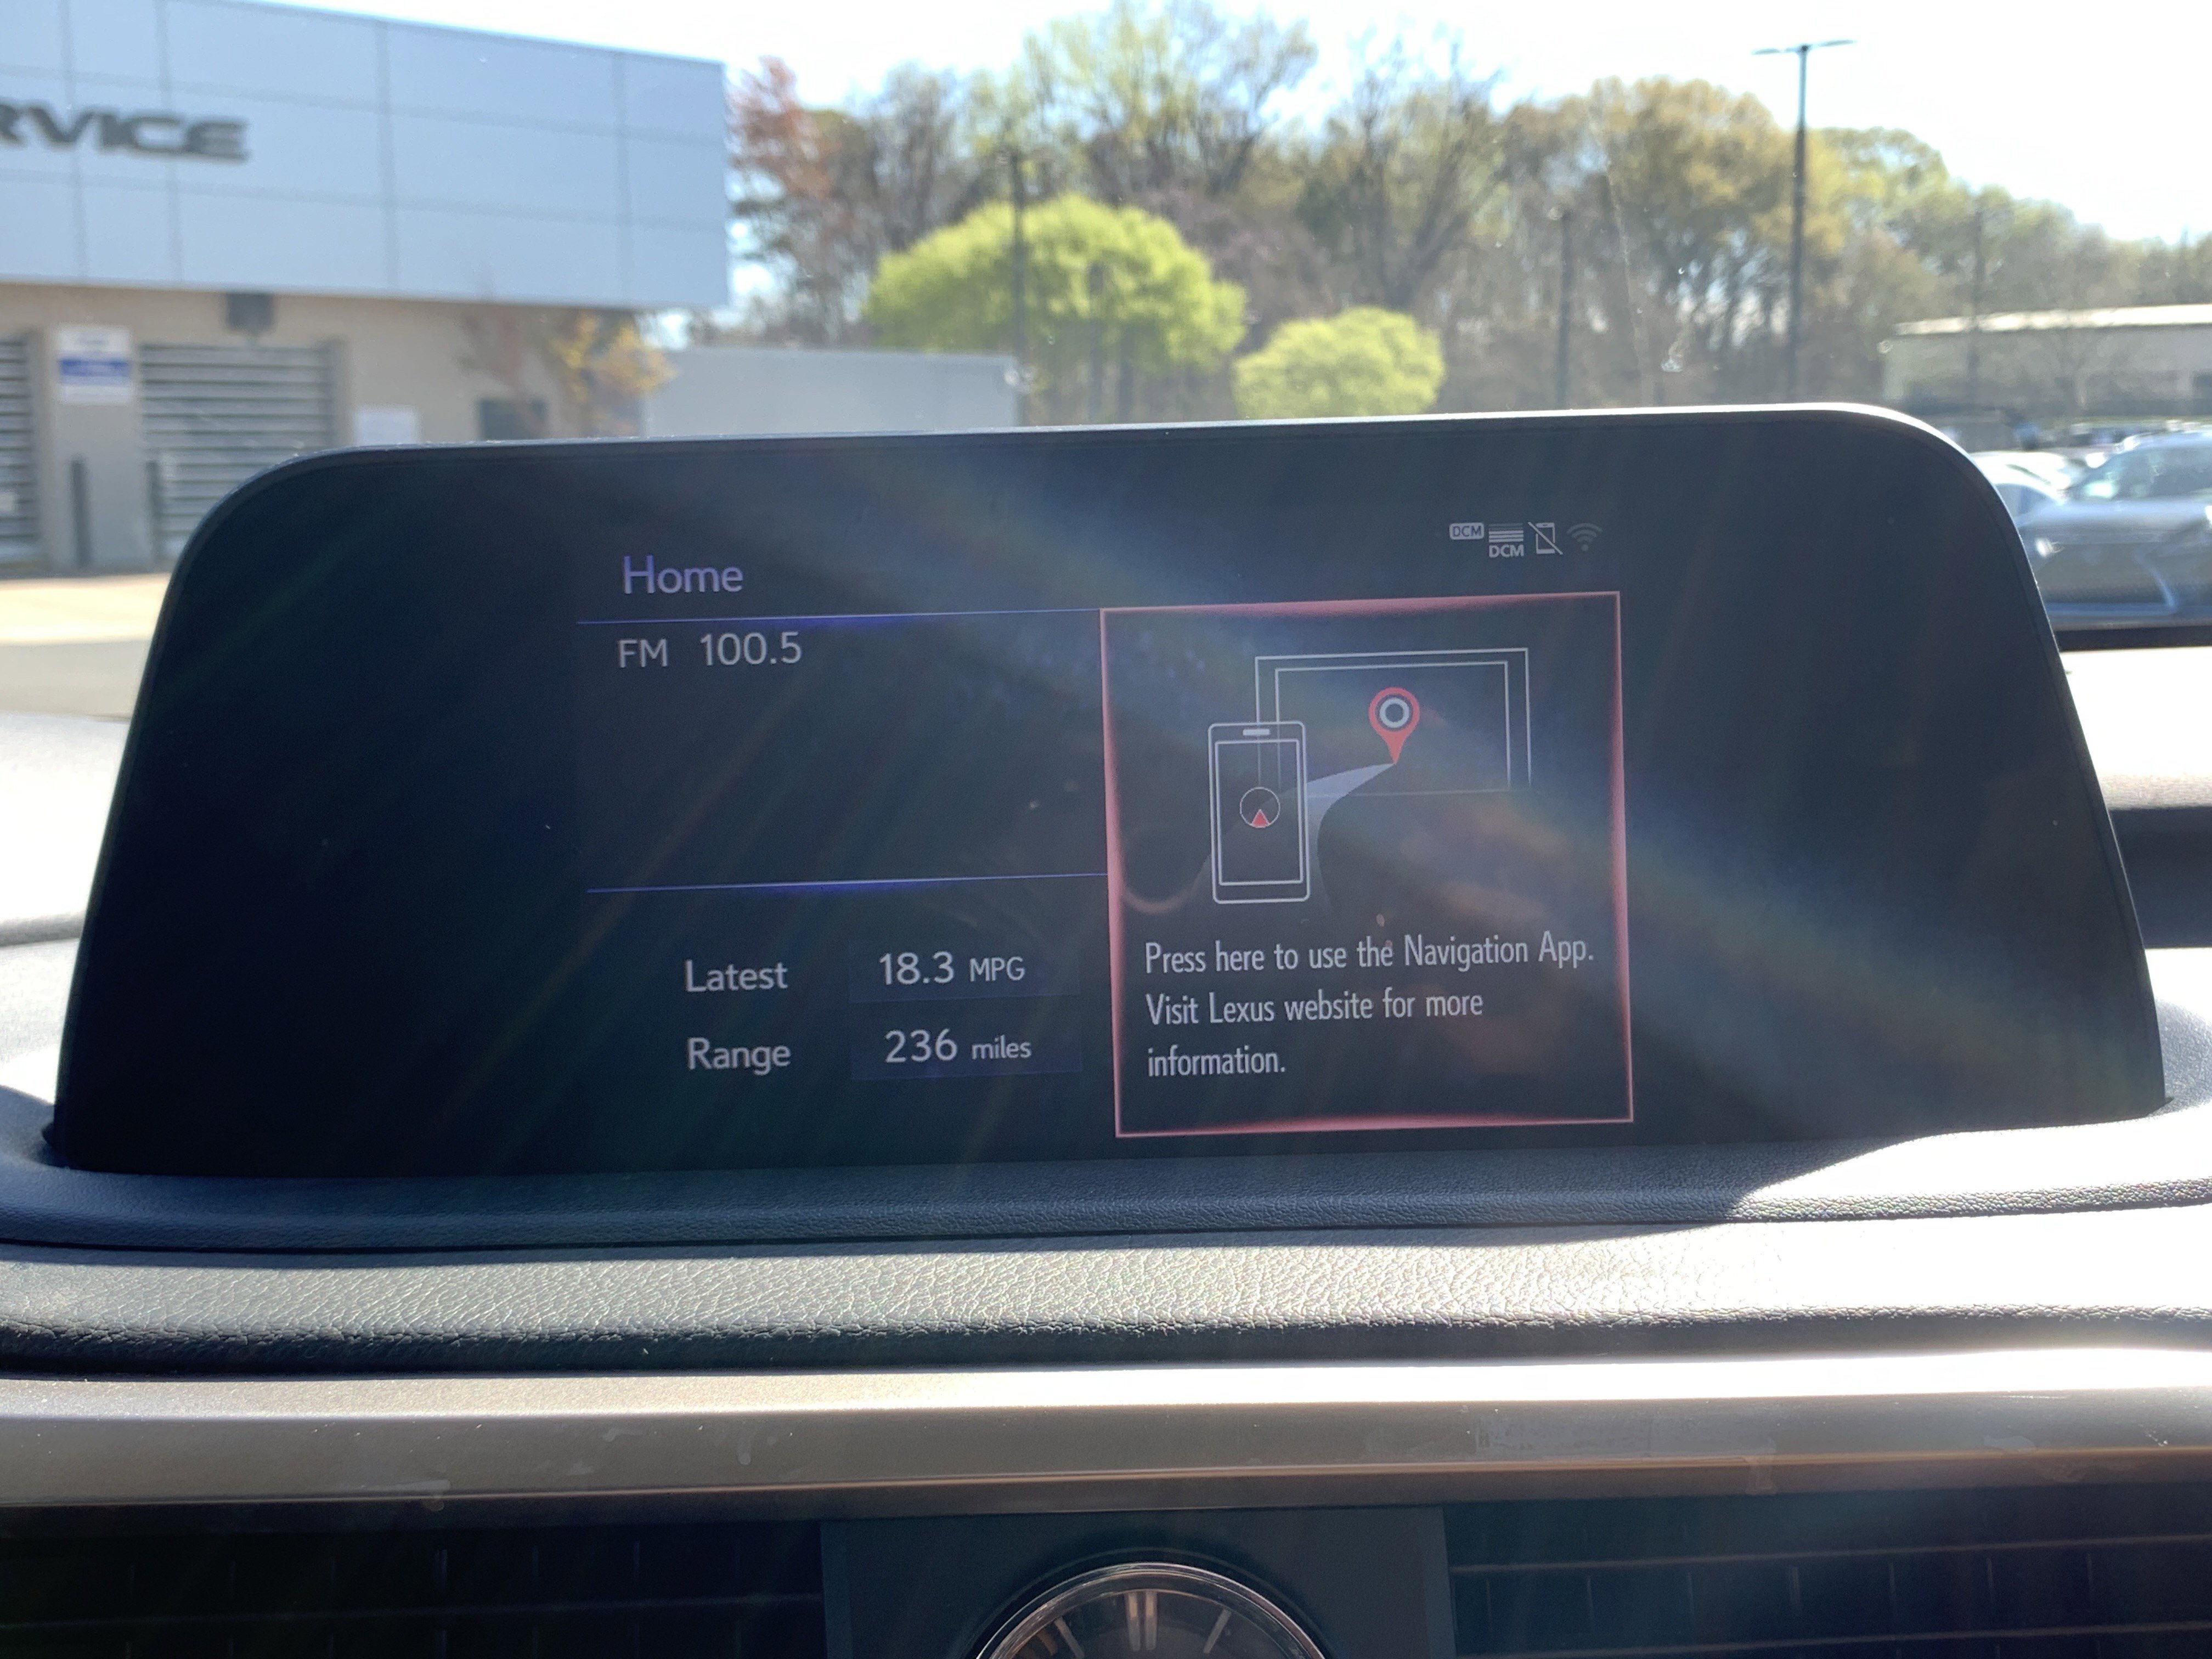 RVICE
DCM
DCM
Home
FM 100.5
Latest 18.3 MPG
Range 236 miles
Press here to use the Navigation App.
Visit Lexus website for more
information.